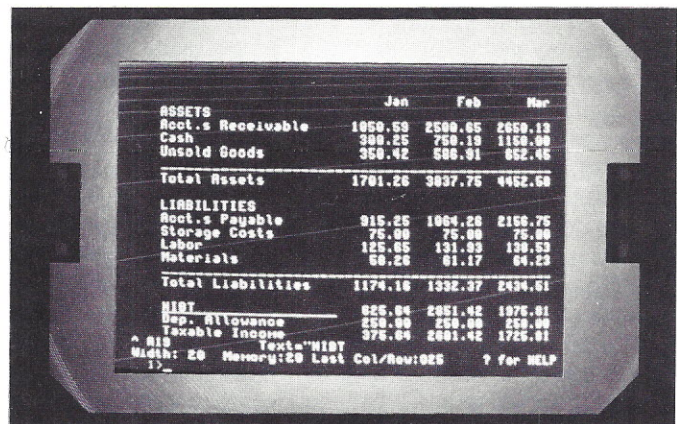 Jan Feb Mar
ASSETS
Acct.s Receivable 1050.59 2500.65 2650.13
Cash 300.25 750.19 1150.00
Unsold Goods 350.42 586.91 652.45
Total Assets 1701.26 3837.75 4452.58
LIABILITIES
Acct.s Payable 915.25 1064.26 2156.75
Storage Costs 75.00 75.00 75.00
Labor 125.65 131.93 138.53
Materials 58.26 61.17 64.23
Total Liabilities 1174.16 1332.37 2434.51
NIBT 625.84 2851.42 1975.81
Dep. Allowance 250.00 250.00 250.00
Taxable Income 375.84 2601.42 1725.81
^ A19 Text="NIBT
Width: 20 Memory:20 Last Col/Row:O25 ? for HELP
1>_